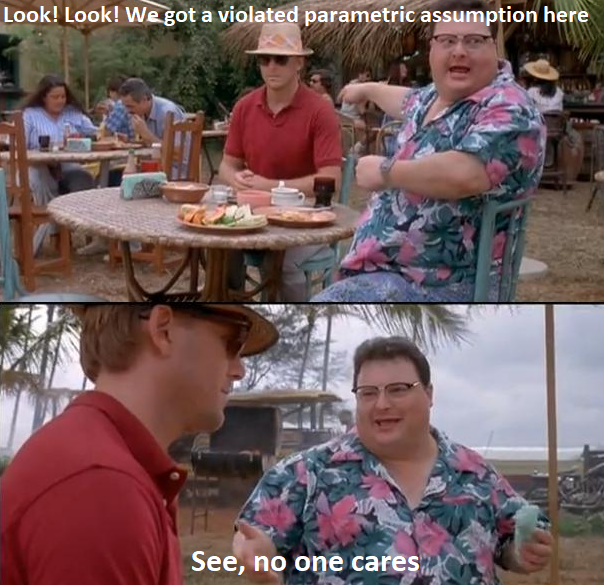 Look! Look! We got a violated parametric assumption here
See, no one cares